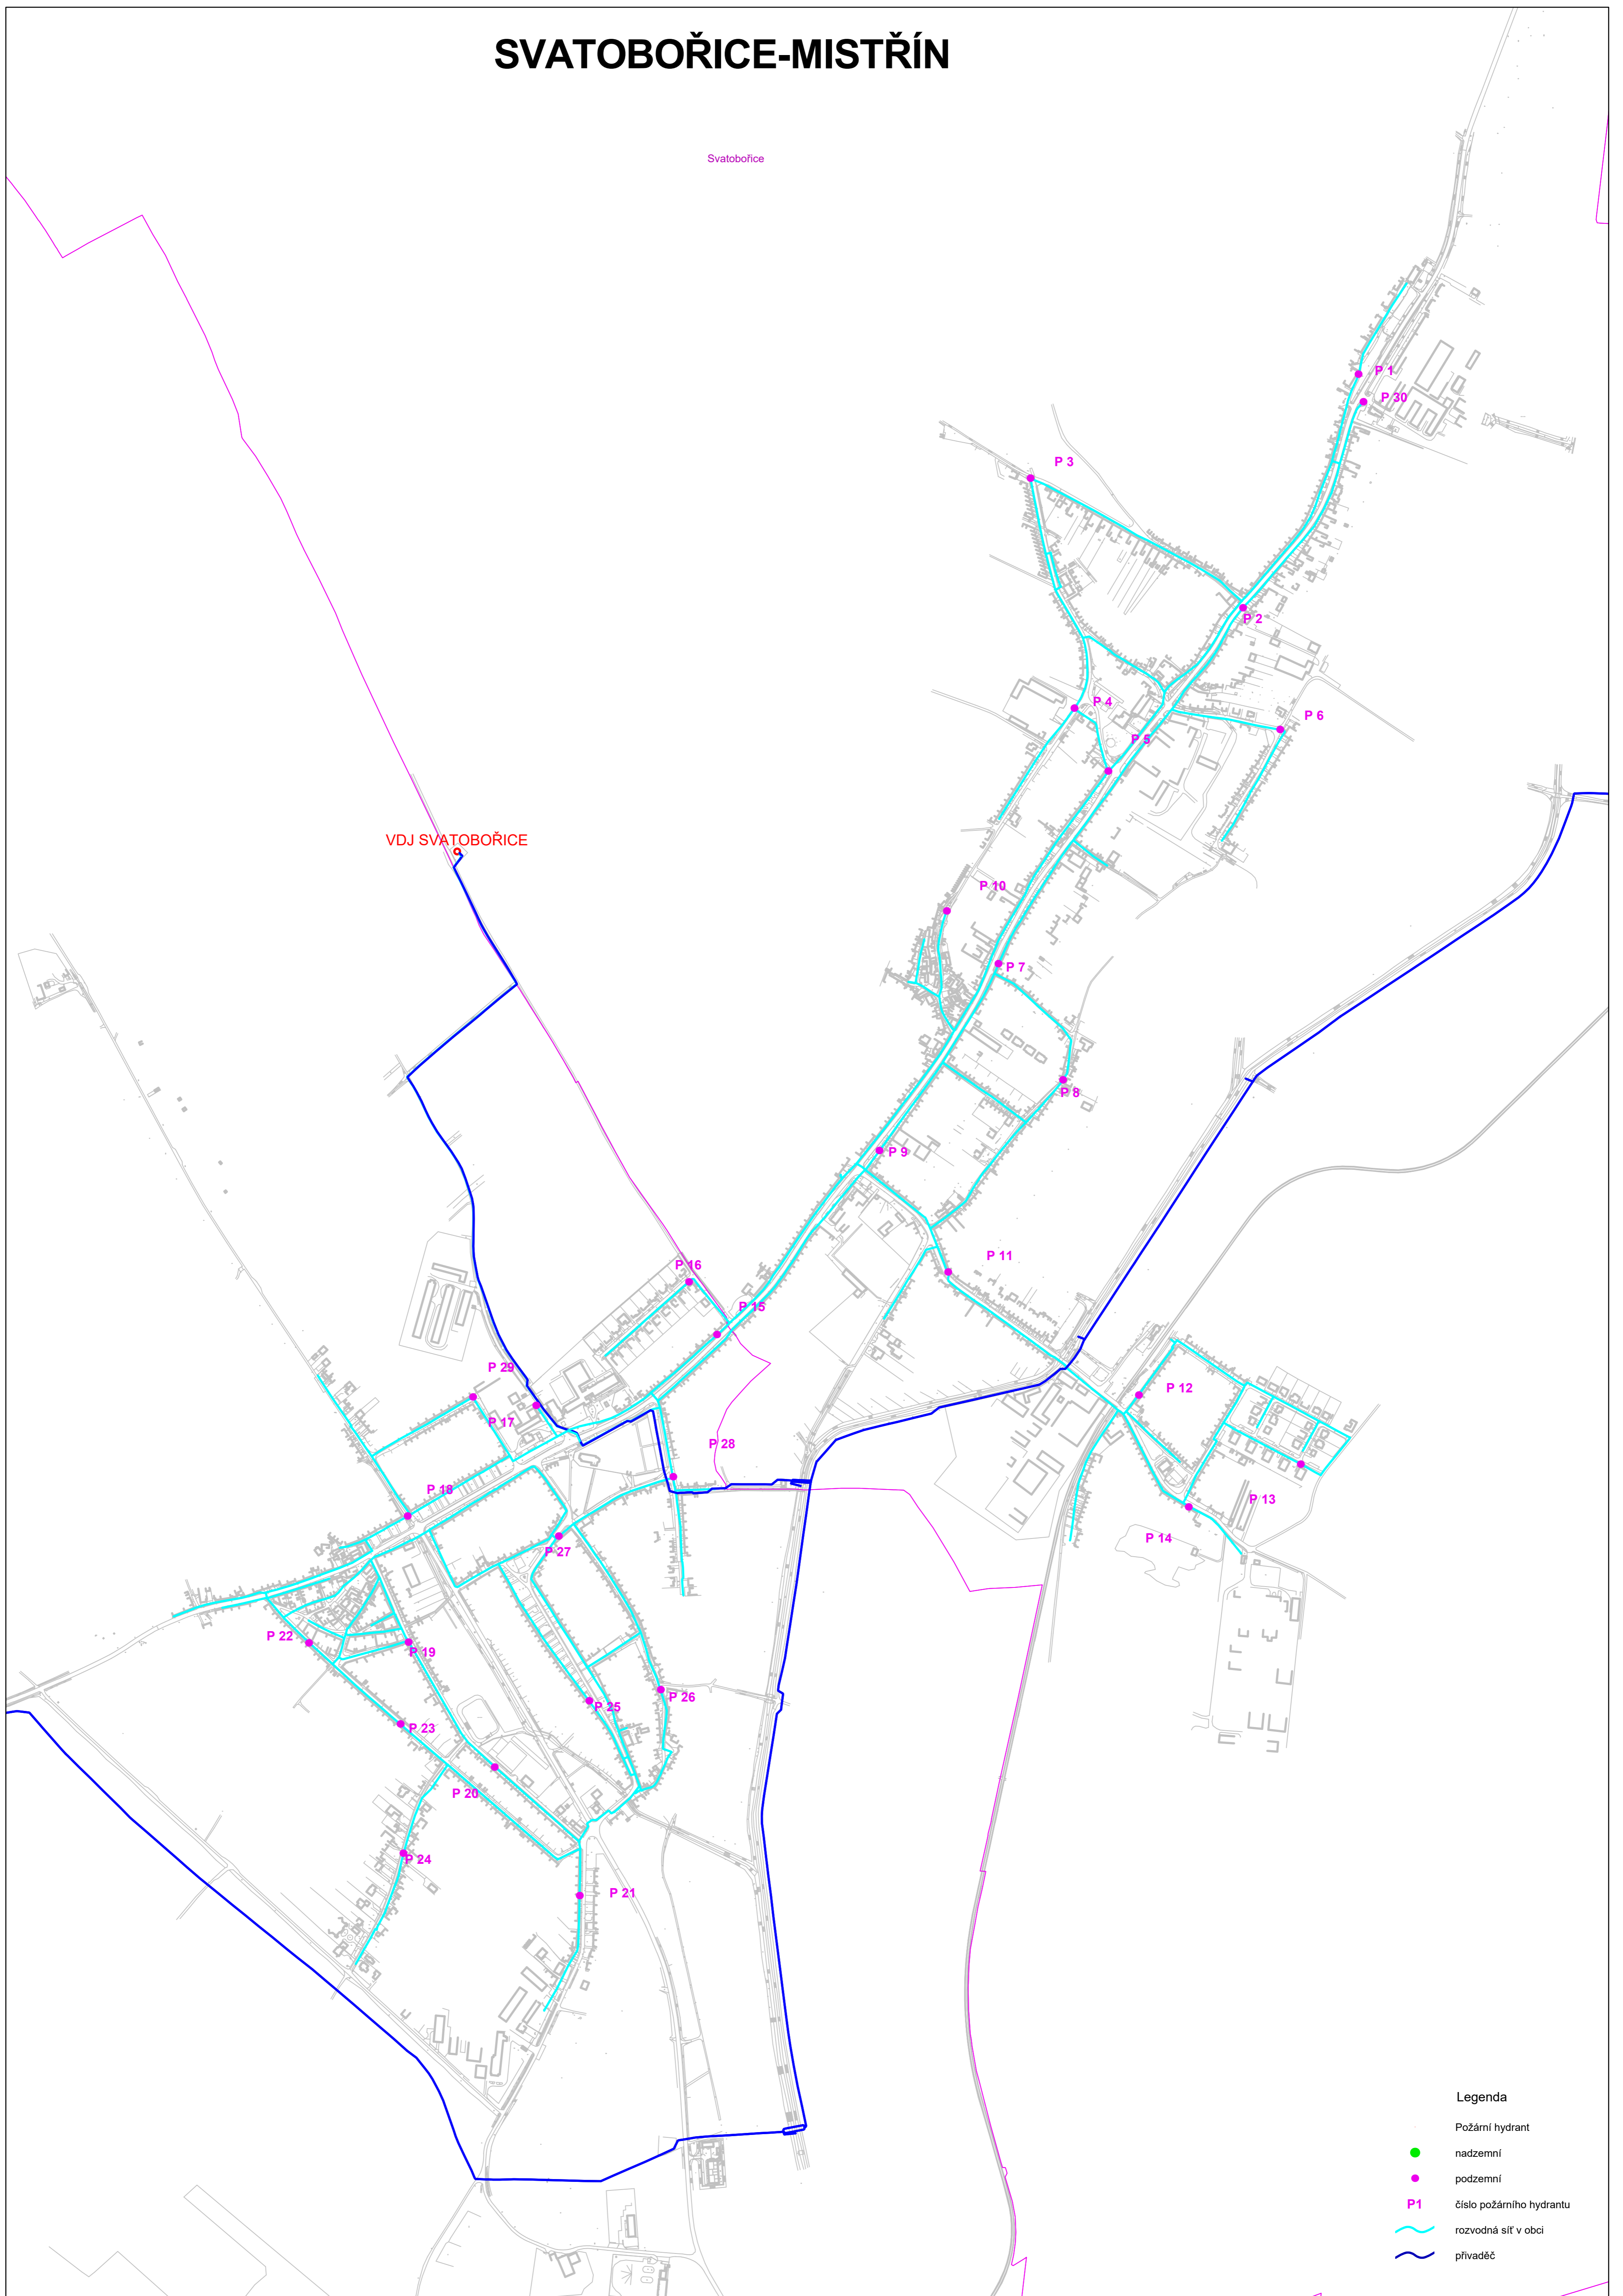 SVATOBOŘICE-MISTŘÍN
Svatobořice
P 1
P 30
P 3
P 2
P 4
P 6
P 5
VDJ SVATOBOŘICE
P 10
P 7
P 8
P 9
P 11
P 16
P 15
P 29
P 12
P 17
P 28
P 18
P 13
P 14
P 27
P 22
P 19
P 26
P 25
P 23
P 20
P 24
P 21
Legenda
Požární hydrant
nadzemní
podzemní
P1 číslo požárního hydrantu
rozvodná síť v obci
přivaděč